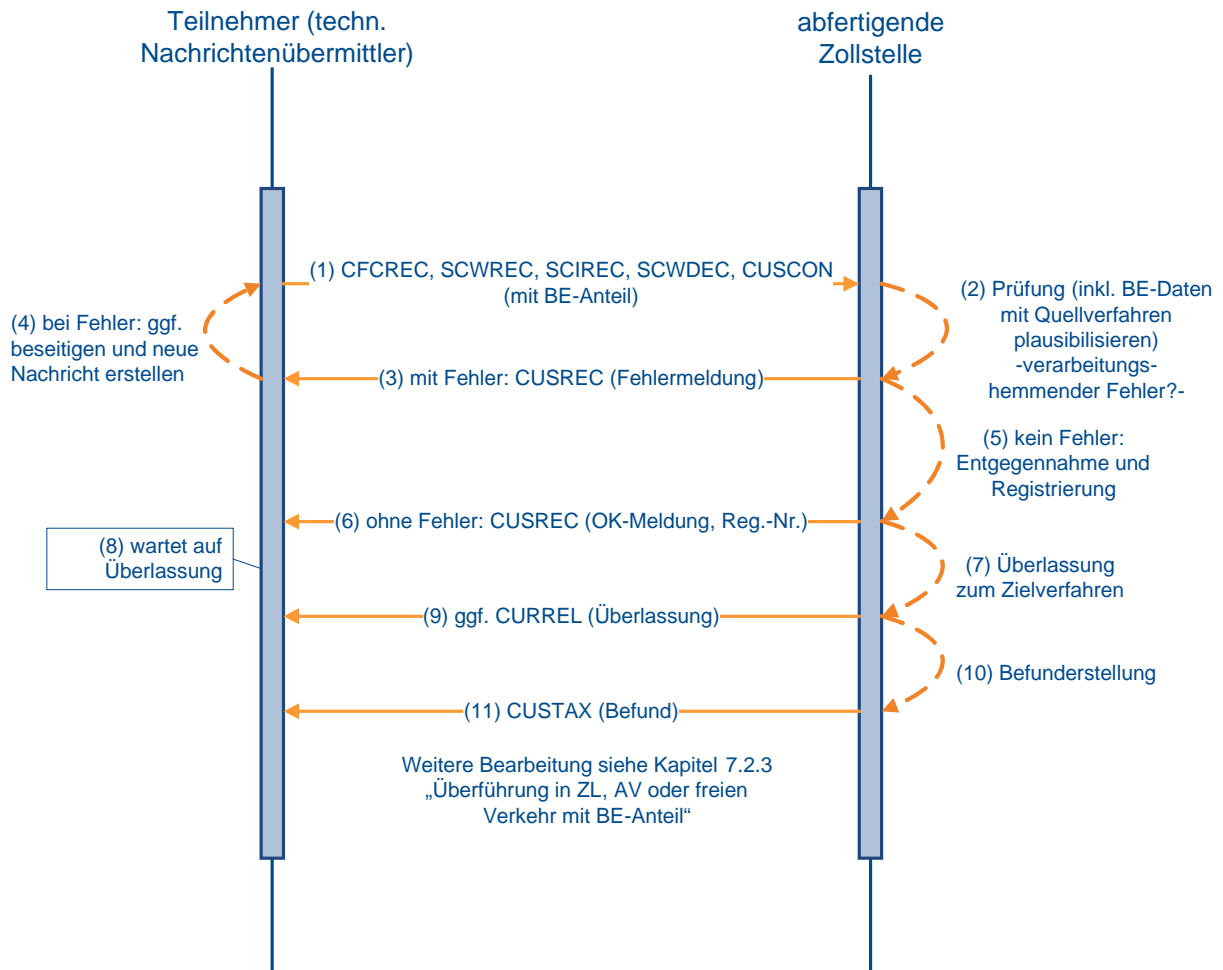 Teilnehmer (techn.
Nachrichtenübermittler)
abfertigende
Zollstelle
(1) CFCREC, SCWREC, SCIREC, SCWDEC, CUSCON
(mit BE-Anteil)
(2) Prüfung (inkl. BE-Daten
mit Quellverfahren
plausibilisieren)
-verarbeitungs-
hemmender Fehler?-
(4) bei Fehler: ggf.
beseitigen und neue
Nachricht erstellen
(3) mit Fehler: CUSREC (Fehlermeldung)
(5) kein Fehler:
Entgegennahme und
Registrierung
(6) ohne Fehler: CUSREC (OK-Meldung, Reg.-Nr.)
(8) wartet auf
Überlassung
(7) Überlassung
zum Zielverfahren
(9) ggf. CURREL (Überlassung)
(10) Befunderstellung
(11) CUSTAX (Befund)
Weitere Bearbeitung siehe Kapitel 7.2.3
„Überführung in ZL, AV oder freien
Verkehr mit BE-Anteil“